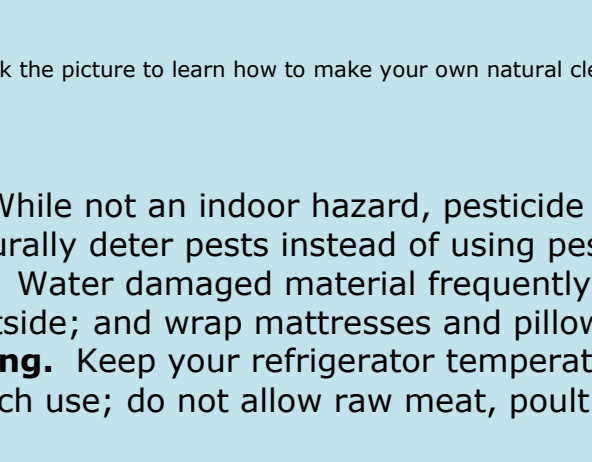 k the picture to learn how to make your own natural cle
While not an indoor hazard, pesticide
urally deter pests instead of using pes
Water damaged material frequently
tside; and wrap mattresses and pillow
ng. Keep your refrigerator temperat
ch use; do not allow raw meat, poult